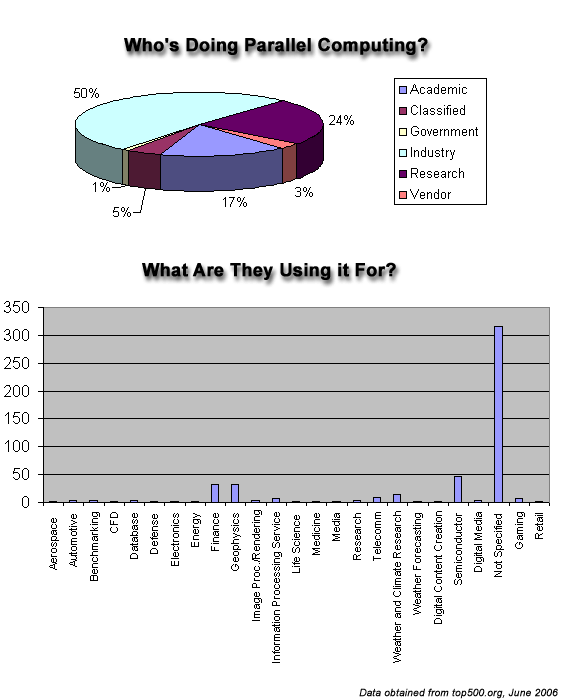 Who's Doing Parallel Computing?
50%
24%
1%
5%
17%
3%
Academic
Classified
Government
Industry
Research
Vendor
What Are They Using it For?
350
300
250
200
150
100
50
0
Aerospace
Automotive
Benchmarking
CFD
Database
Defense
Electronics
Energy
Finance
Geophysics
Image Proc./Rendering
Information Processing Service
Life Science
Medicine
Media
Research
Telecomm
Weather and Climate Research
Weather Forecasting
Digital Content Creation
Semiconductor
Digital Media
Not Specified
Gaming
Retail
Data obtained from top500.org, June 2006